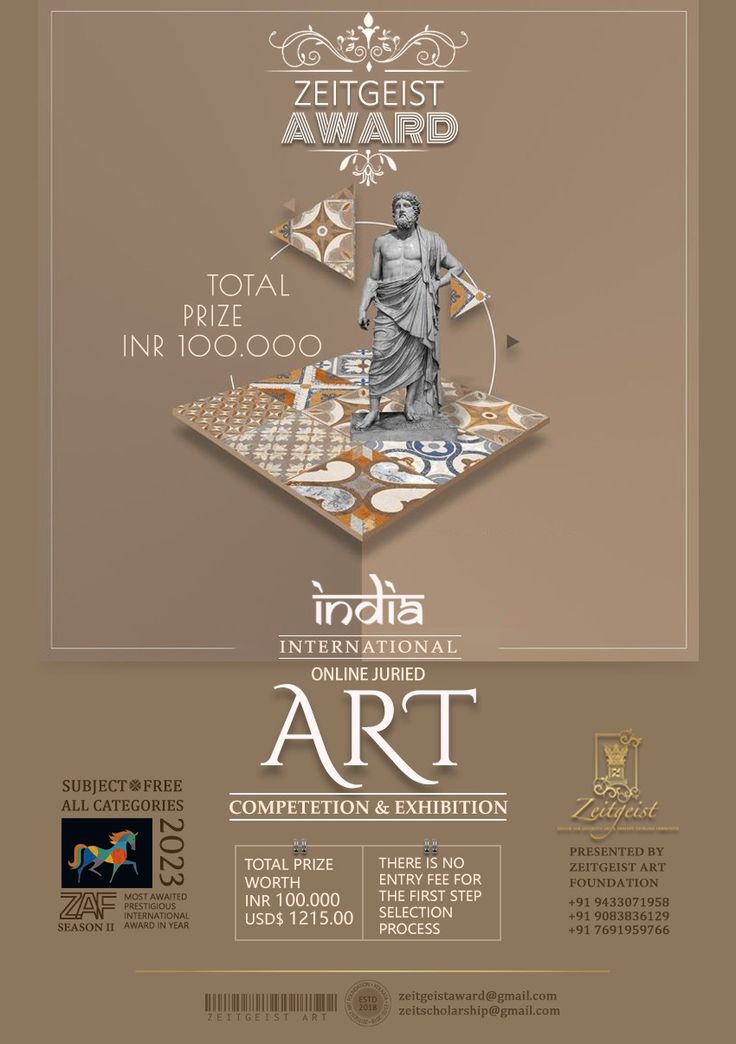 ZEITGEIST
AWARD
TOTAL
PRIZE
INR 100.000
india
INTERNATIONAL
ONLINE JURIED
ART
COMPETETION & EXHIBITION
SUBJECT FREE
ALL CATEGORIES
2023
ZAF
SEASON II
MOST AWAITED
PRESTIGIOUS
INTERNATIONAL
AWARD IN YEAR
TOTAL PRIZE
WORTH
INR 100.000
USD$ 1215.00
THERE IS NO
ENTRY FEE FOR
THE FIRST STEP
SELECTION
PROCESS
Zeitgeist
PRESENTED BY
ZEITGEIST ART
FOUNDATION
+91 9433071958
+91 9083836129
+91 7691959766
ZEITGEIST ART
ESTD
2018
zeitgeistaward@gmail.com
zeitscholarship@gmail.com